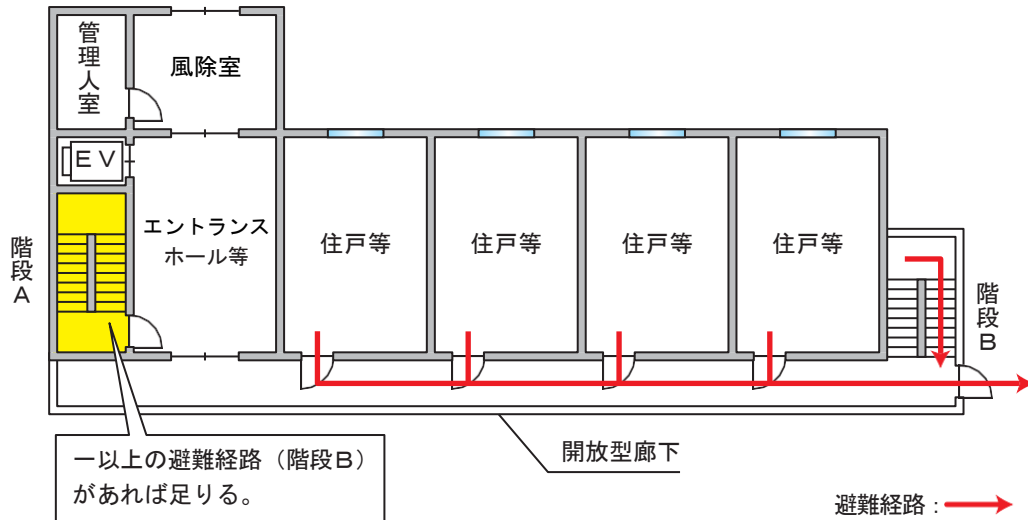 管理人室
風除室
EV
エントランス
ホール等
住戸等
住戸等
住戸等
住戸等
階段A
階段B
一以上の避難経路（階段B）
があれば足りる。
開放型廊下
避難経路：